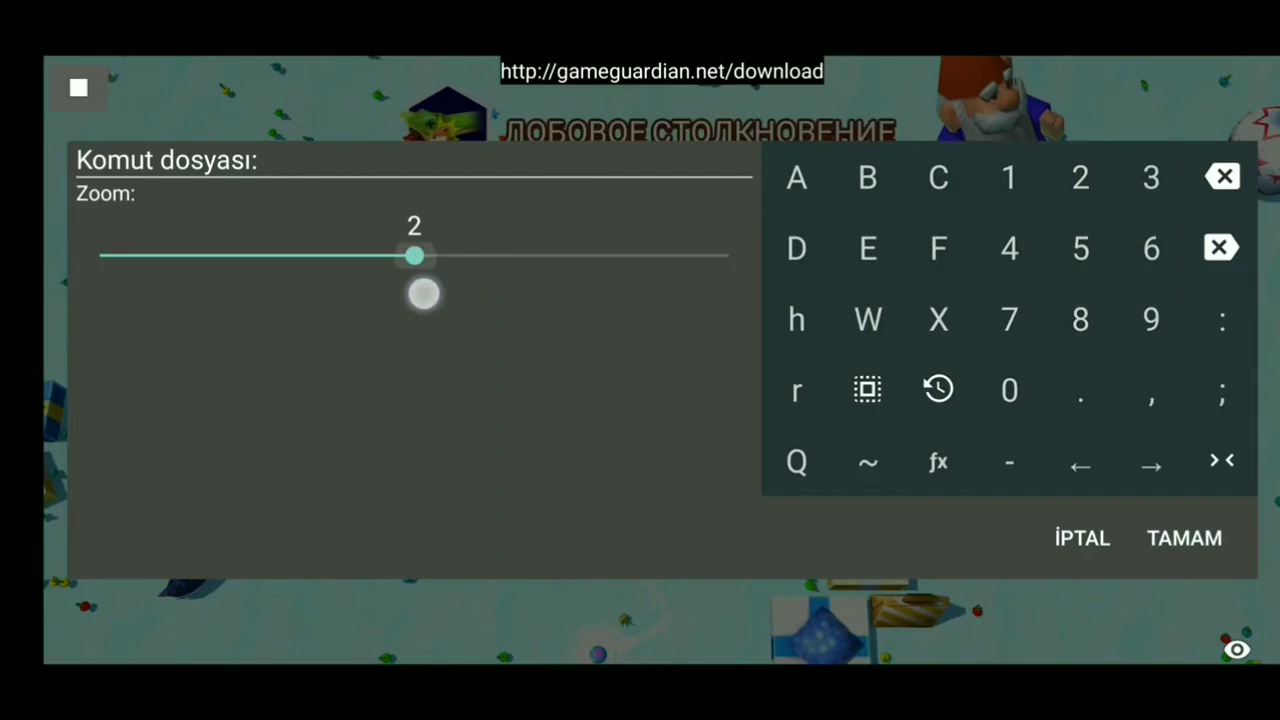 http://gameguardian.net/download
ЛОБОВОЕ СТОЛКНОВЕНИЕ
Komut dosyası:
Zoom:
2
A B C 1 2 3
D E F 4 5 6
h W X 7 8 9 :
r 0 . , ;
Q ~ ƒx - ← → ><
İPTAL TAMAM